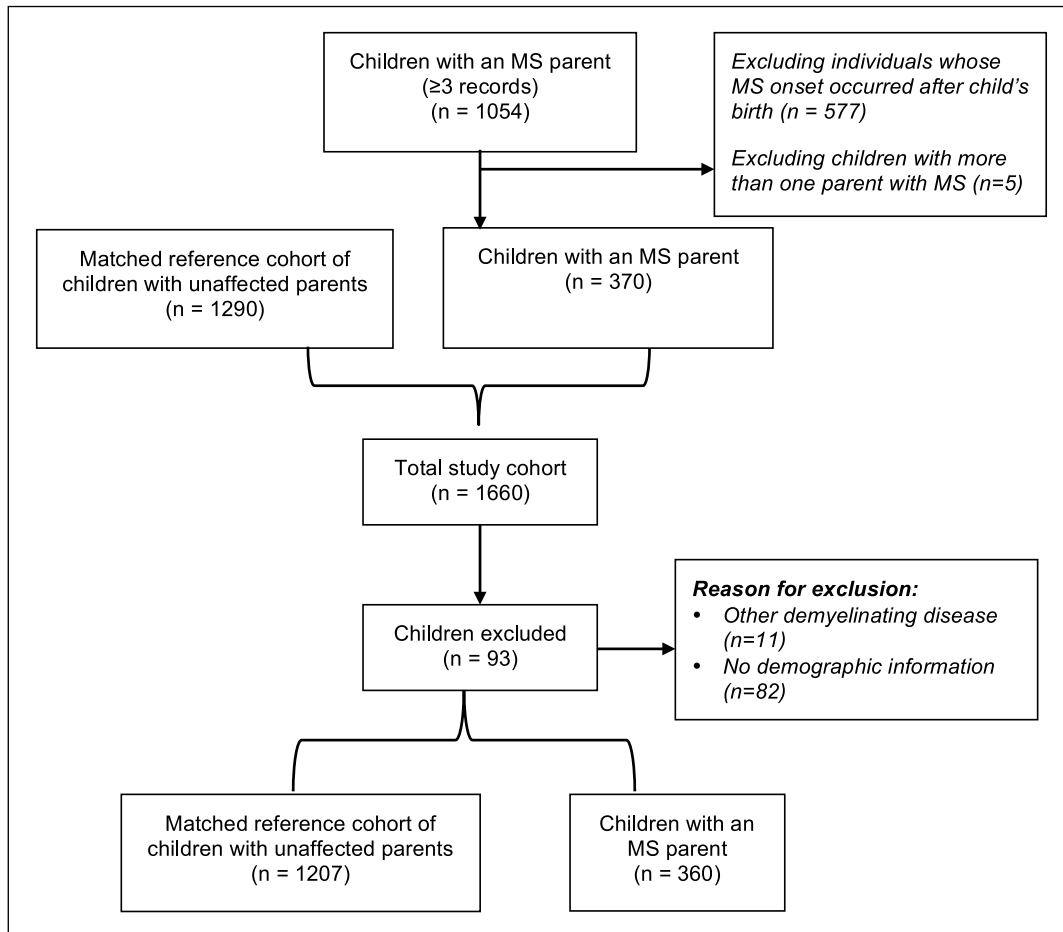 Children with an MS parent
(≥3 records)
(n = 1054)
Excluding individuals whose
MS onset occurred after child's
birth (n = 577)
Excluding children with more
than one parent with MS (n=5)
Matched reference cohort of
children with unaffected parents
(n = 1290)
Children with an MS parent
(n = 370)
Total study cohort
(n = 1660)
Children excluded
(n = 93)
Reason for exclusion:
• Other demyelinating disease
(n=11)
• No demographic information
(n=82)
Matched reference cohort of
children with unaffected parents
(n = 1207)
Children with an
MS parent
(n = 360)